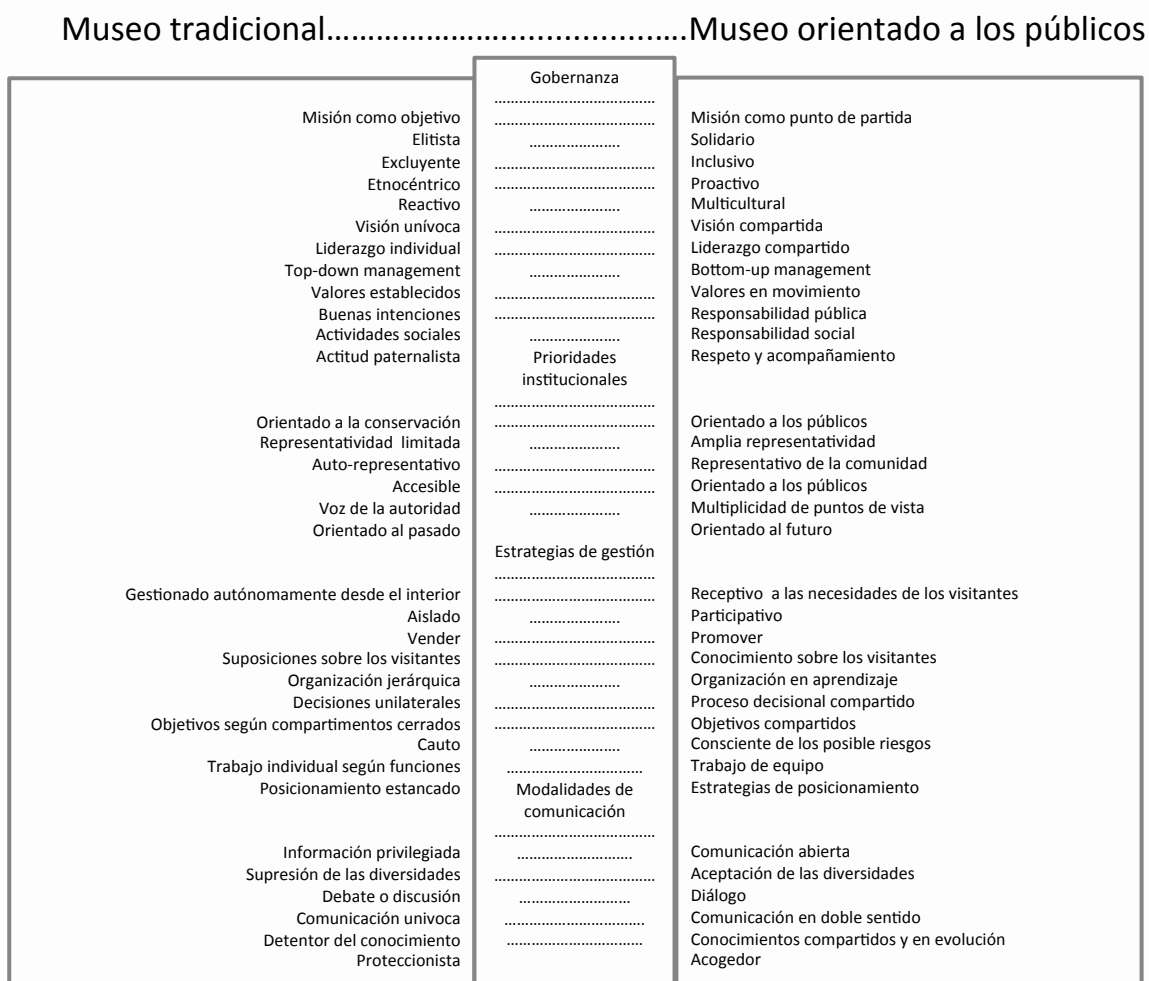 Museo tradicional…………………....................….Museo orientado a los públicos
Gobernanza
…………………………………
Misión como objetivo ………………………………… Misión como punto de partida
Elitista …………………. Solidario
Excluyente ………………………………… Inclusivo
Etnocéntrico ………………………………… Proactivo
Reactivo …………………. Multicultural
Visión unívoca ………………………………… Visión compartida
Liderazgo individual ………………………………… Liderazgo compartido
Top-down management …………………. Bottom-up management
Valores establecidos ………………………………… Valores en movimiento
Buenas intenciones ………………………………… Responsabilidad pública
Actividades sociales …………………. Responsabilidad social
Actitud paternalista Prioridades Respeto y acompañamiento
institucionales
…………………………………
Orientado a la conservación ………………………………… Orientado a los públicos
Representatividad limitada …………………. Amplia representatividad
Auto-representativo ………………………………… Representativo de la comunidad
Accesible ………………………………… Orientado a los públicos
Voz de la autoridad …………………. Multiplicidad de puntos de vista
Orientado al pasado Orientado al futuro
Estrategias de gestión
…………………………………
Gestionado autónomamente desde el interior ………………………………… Receptivo a las necesidades de los visitantes
Aislado …………………. Participativo
Vender ………………………………… Promover
Suposiciones sobre los visitantes ………………………………… Conocimiento sobre los visitantes
Organización jerárquica …………………. Organización en aprendizaje
Decisiones unilaterales ………………………………… Proceso decisional compartido
Objetivos según compartimentos cerrados ………………………………… Objetivos compartidos
Cauto …………………. Consciente de los posible riesgos
Trabajo individual según funciones …………………………… Trabajo de equipo
Posicionamiento estancado Modalidades de Estrategias de posicionamiento
comunicación
…………………………………
Información privilegiada ………………………. Comunicación abierta
Supresión de las diversidades ………………………………… Aceptación de las diversidades
Debate o discusión ……………………… Diálogo
Comunicación univoca ……………………………. Comunicación en doble sentido
Detentor del conocimiento …………………………… Conocimientos compartidos y en evolución
Proteccionista Acogedor